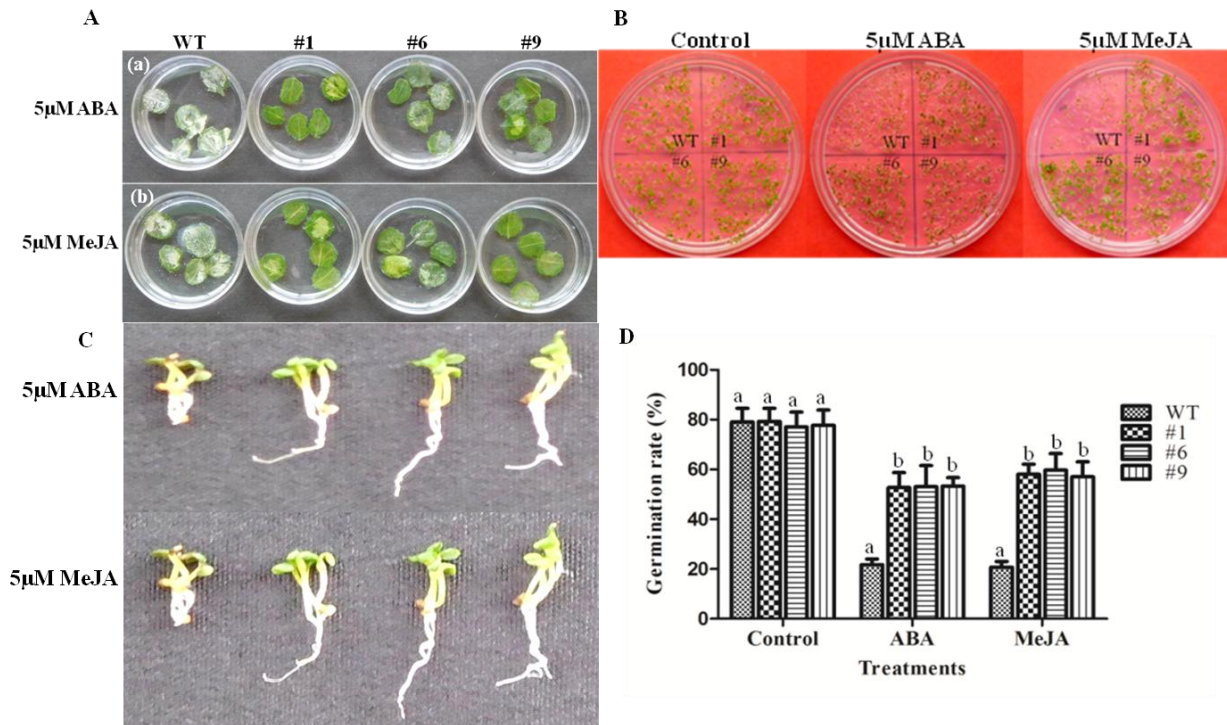 A
WT #1 #6 #9
(a)
5μM ABA
(b)
5μM MeJA
B
Control 5μM ABA 5μM MeJA
WT #1 WT #1 WT #1
#6 #9 #6 #9 #6 #9
C
5μM ABA
5μM MeJA
D
Germination rate (%)
100
80
60
40
20
0
a a a a
a b b b
a b b b
WT
#1
#6
#9
Control ABA MeJA
Treatments